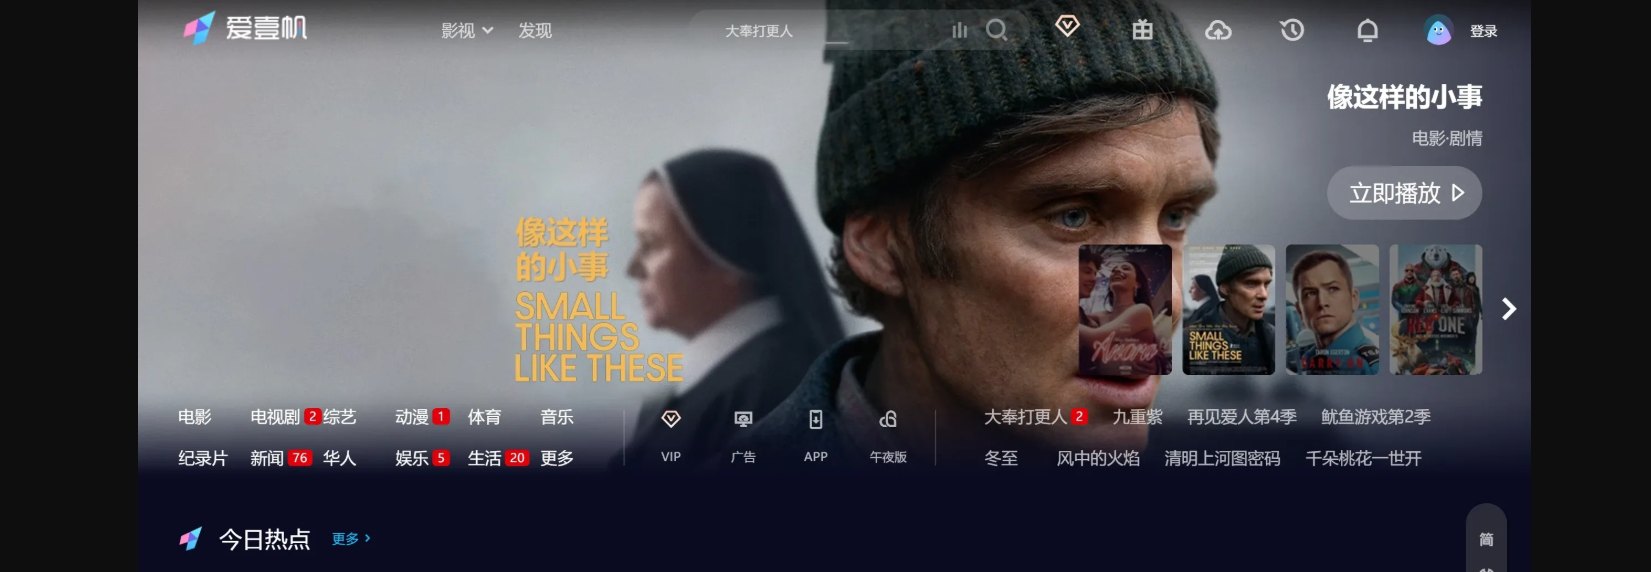 爱壹帆
影视 发现 大奉打更人 登录
像这样的小事
电影·剧情
立即播放
像这样
的小事
SMALL
THINGS
LIKE THESE
Anora
SMALL
THINGS
LIKE THESE
TARON EGERTON
CARRY-ON
RED ONE
电影 电视剧 2 综艺 动漫 1 体育 音乐
纪录片 新闻 76 华人 娱乐 5 生活 20 更多
VIP 广告 APP 午夜版
大奉打更人 2 九重紫 再见爱人第4季 鱿鱼游戏第2季
冬至 风中的火焰 清明上河图密码 千朵桃花一世开
今日热点 更多
简